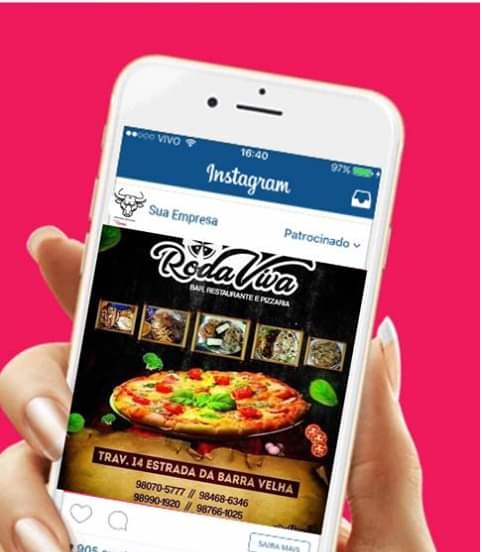 VIVO 16:40 97%
Instagram
Sua Empresa
Patrocinado
Roda Viva
BAR, RESTAURANTE E PIZZARIA
TRAV. 14 ESTRADA DA BARRA VELHA
98070-5777 // 98468-6346
98990-1920 // 98766-1025
SAIBA MAIS
905